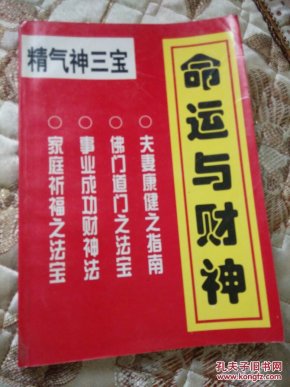 精气神三宝
命运与财神
○夫妻康健之指南
○佛门道门之法宝
○事业成功财神法
○家庭祈福之法宝
孔夫子旧书网